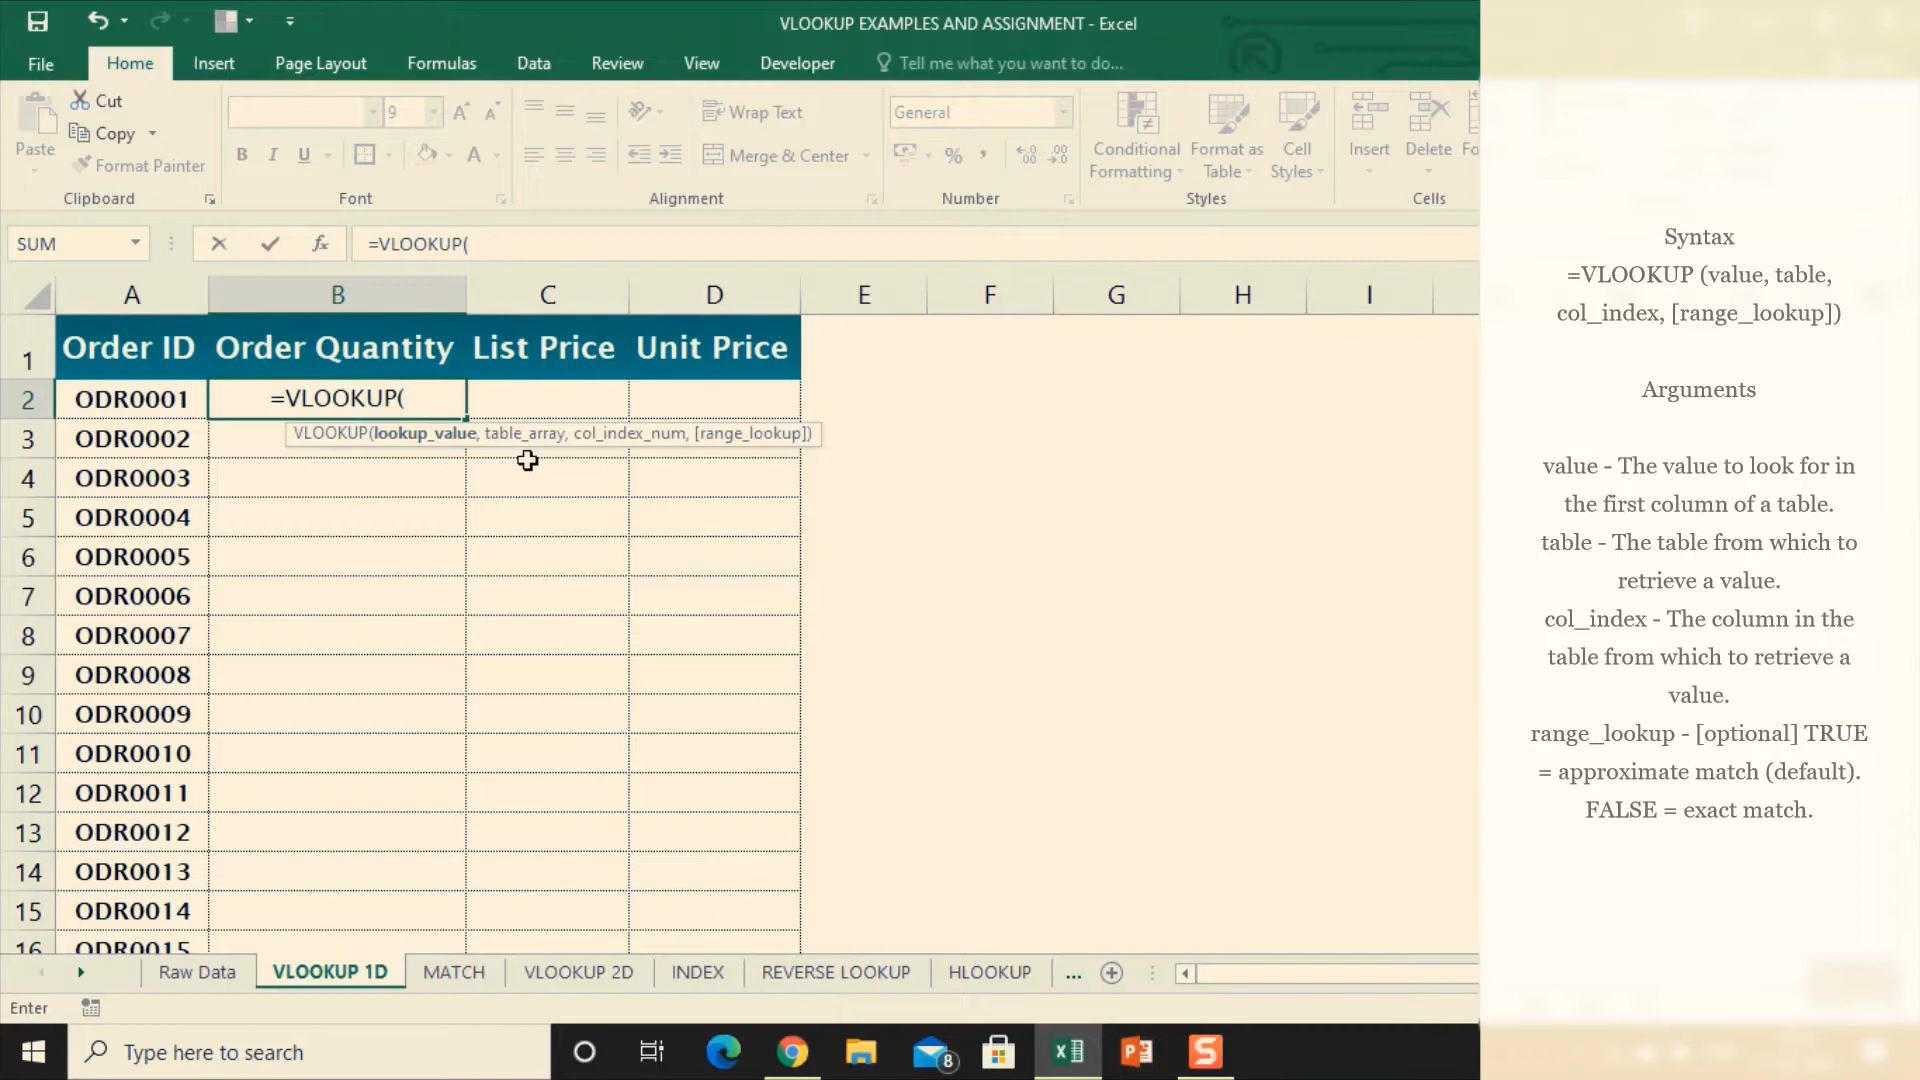 VLOOKUP EXAMPLES AND ASSIGNMENT - Excel
File Home Insert Page Layout Formulas Data Review View Developer Tell me what you want to do...
Paste
Cut
Copy
Format Painter
Clipboard
9
B I U A
Font
Wrap Text
Merge & Center
Alignment
General
Number
Conditional Formatting
Format as Table
Cell Styles
Styles
Insert
Delete
Fo
Cells
SUM =VLOOKUP(
A B C D E F G H I
1 Order ID Order Quantity List Price Unit Price
2 ODR0001 =VLOOKUP(
VLOOKUP(lookup_value, table_array, col_index_num, [range_lookup])
3 ODR0002
4 ODR0003
5 ODR0004
6 ODR0005
7 ODR0006
8 ODR0007
9 ODR0008
10 ODR0009
11 ODR0010
12 ODR0011
13 ODR0012
14 ODR0013
15 ODR0014
16 ODR0015
Raw Data VLOOKUP 1D MATCH VLOOKUP 2D INDEX REVERSE LOOKUP HLOOKUP ...
Enter
Type here to search
8
Syntax
=VLOOKUP (value, table,
col_index, [range_lookup])
Arguments
value - The value to look for in
the first column of a table.
table - The table from which to
retrieve a value.
col_index - The column in the
table from which to retrieve a
value.
range_lookup - [optional] TRUE
= approximate match (default).
FALSE = exact match.